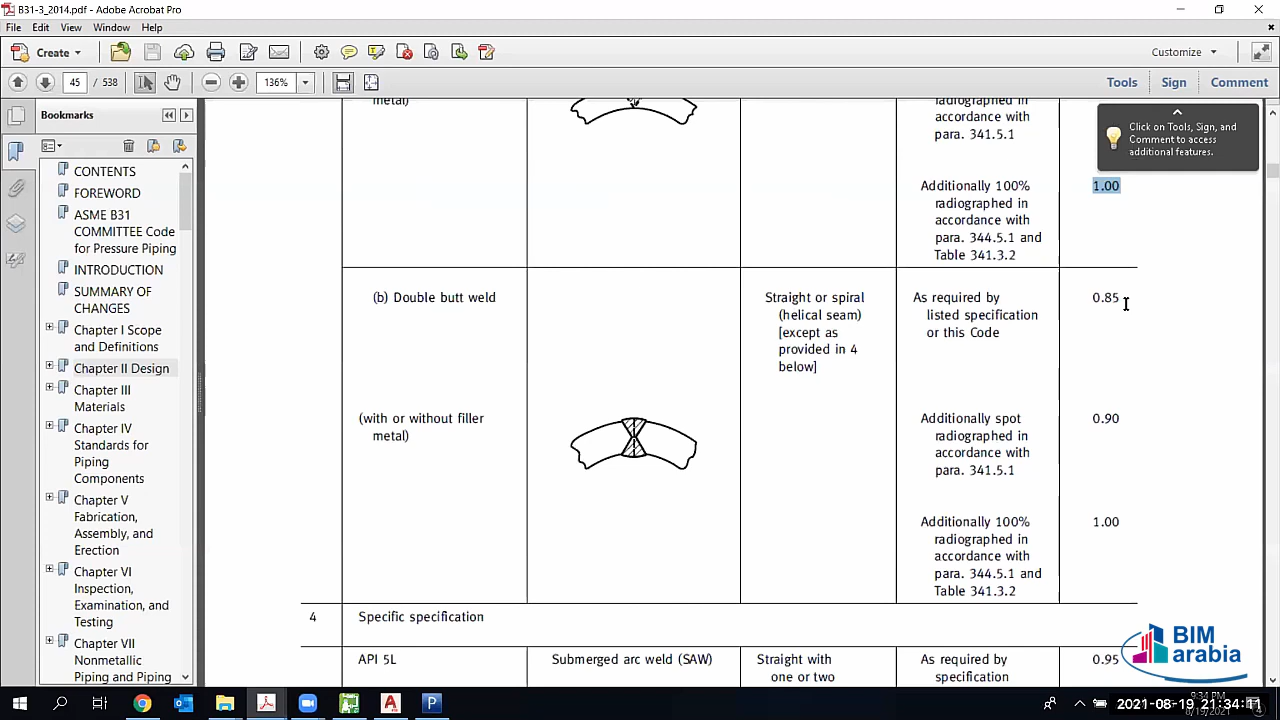 B31-3_2014.pdf - Adobe Acrobat Pro
File Edit View Window Help
Create
Customize
45 / 538
136%
Tools Sign Comment
Bookmarks
CONTENTS
FOREWORD
ASME B31
COMMITTEE Code
for Pressure Piping
INTRODUCTION
SUMMARY OF
CHANGES
Chapter I Scope
and Definitions
Chapter II Design
Chapter III
Materials
Chapter IV
Standards for
Piping
Components
Chapter V
Fabrication,
Assembly, and
Erection
Chapter VI
Inspection,
Examination, and
Testing
Chapter VII
Nonmetallic
Piping and Piping
Click on Tools, Sign, and
Comment to access
additional features.
metal)
radiographed in
accordance with
para. 341.5.1
Additionally 100%
radiographed in
accordance with
para. 344.5.1 and
Table 341.3.2
1.00
(b) Double butt weld
Straight or spiral
(helical seam)
[except as
provided in 4
below]
As required by
listed specification
or this Code
0.85
(with or without filler
metal)
Additionally spot
radiographed in
accordance with
para. 341.5.1
0.90
Additionally 100%
radiographed in
accordance with
para. 344.5.1 and
Table 341.3.2
1.00
4 Specific specification
API 5L
Submerged arc weld (SAW)
Straight with
one or two
As required by
specification
0.95
BIM
arabia
9:34 PM
8/19/2021
2021-08-19 21:34:11